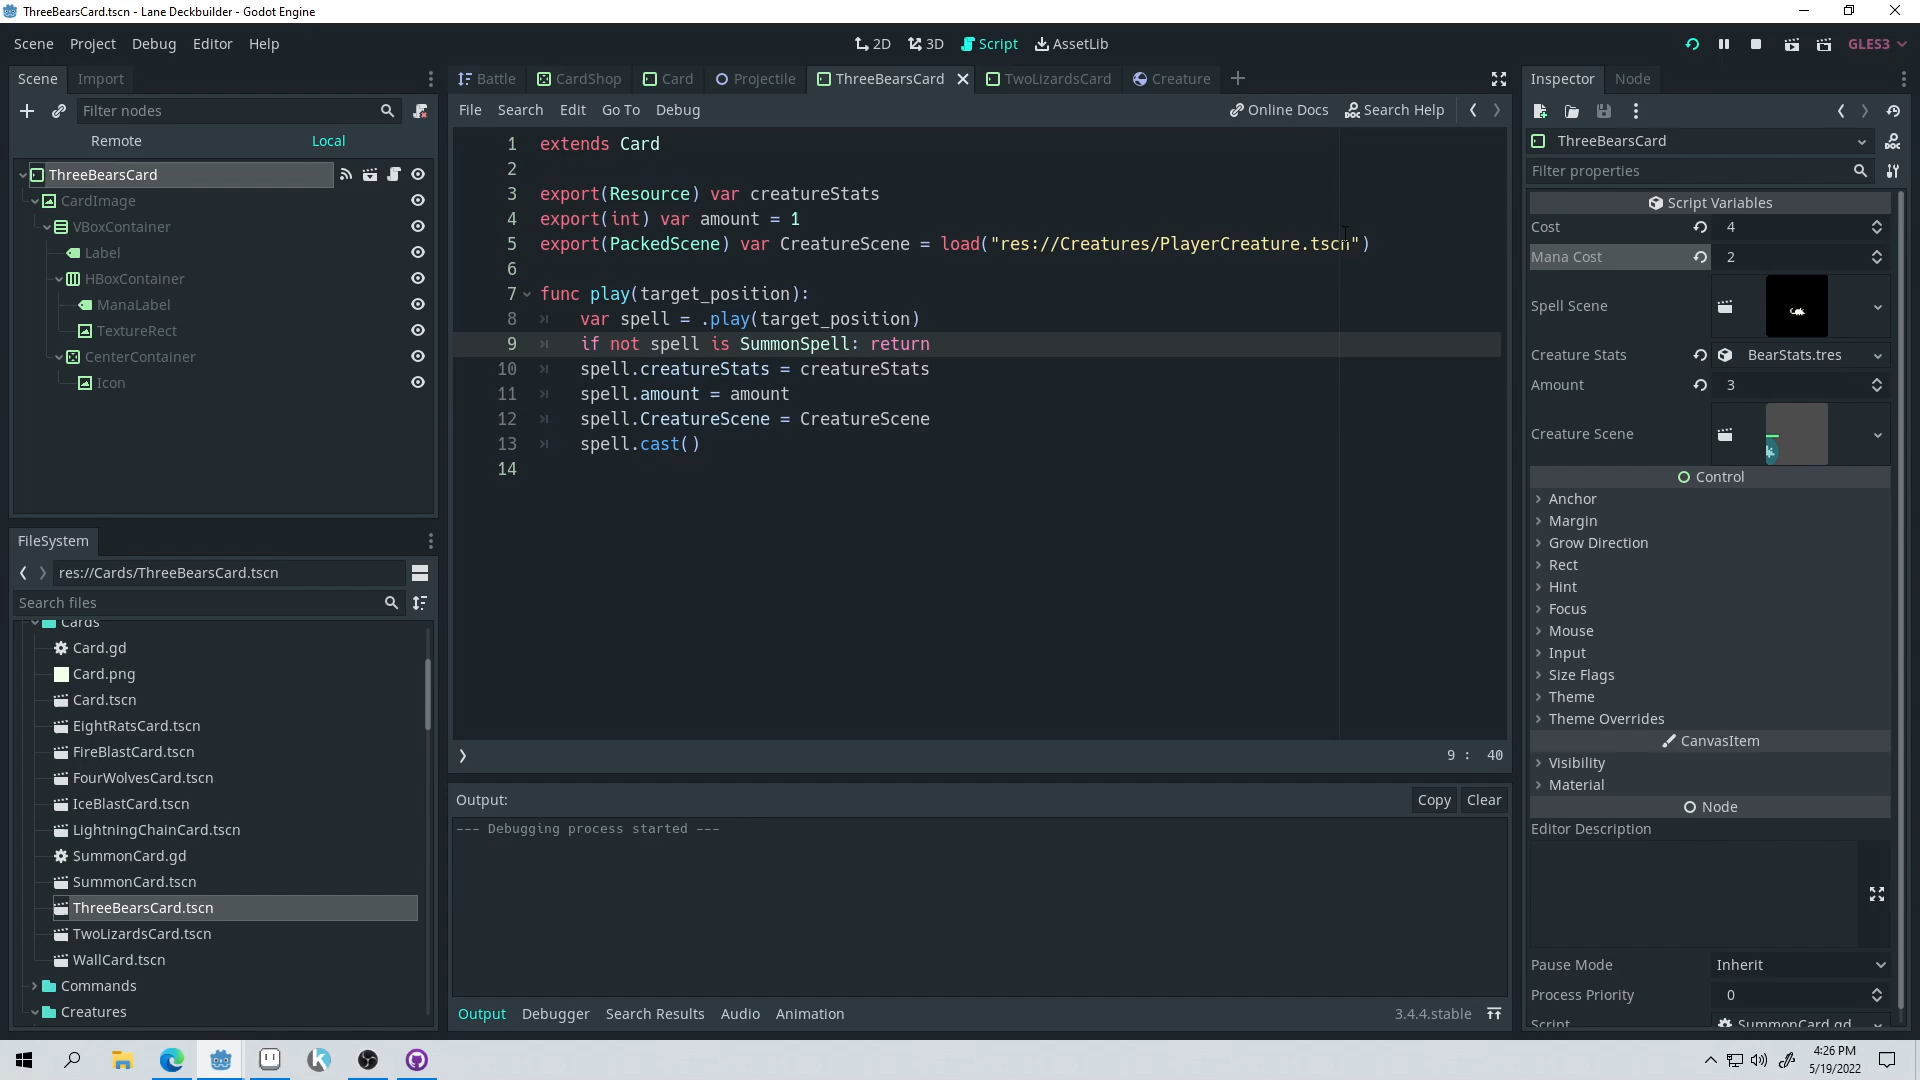 ThreeBearsCard.tscn - Lane Deckbuilder - Godot Engine
Scene Project Debug Editor Help
2D 3D Script AssetLib
GLES3
Scene Import
Filter nodes
Remote Local
ThreeBearsCard
CardImage
VBoxContainer
Label
HBoxContainer
ManaLabel
TextureRect
CenterContainer
Icon
FileSystem
res://Cards/ThreeBearsCard.tscn
Search files
Cards
Card.gd
Card.png
Card.tscn
EightRatsCard.tscn
FireBlastCard.tscn
FourWolvesCard.tscn
IceBlastCard.tscn
LightningChainCard.tscn
SummonCard.gd
SummonCard.tscn
ThreeBearsCard.tscn
TwoLizardsCard.tscn
WallCard.tscn
Commands
Creatures
Battle CardShop Card Projectile ThreeBearsCard TwoLizardsCard Creature
File Search Edit Go To Debug Online Docs Search Help
1 extends Card
2
3 export(Resource) var creatureStats
4 export(int) var amount = 1
5 export(PackedScene) var CreatureScene = load("res://Creatures/PlayerCreature.tscn")
6
7 func play(target_position):
8 var spell = .play(target_position)
9 if not spell is SummonSpell: return
10 spell.creatureStats = creatureStats
11 spell.amount = amount
12 spell.CreatureScene = CreatureScene
13 spell.cast()
14
9 : 40
Output:
Copy Clear
--- Debugging process started ---
Output Debugger Search Results Audio Animation
3.4.4.stable
Inspector Node
ThreeBearsCard
Filter properties
Script Variables
Cost 4
Mana Cost 2
Spell Scene
Creature Stats BearStats.tres
Amount 3
Creature Scene
Control
Anchor
Margin
Grow Direction
Rect
Hint
Focus
Mouse
Input
Size Flags
Theme
Theme Overrides
CanvasItem
Visibility
Material
Node
Editor Description
Pause Mode Inherit
Process Priority 0
Script SummonCard.gd
4:26 PM
5/19/2022